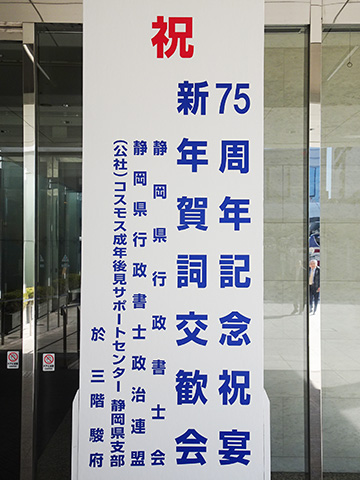 祝
75周年記念祝宴
新年賀詞交歓会
静岡県行政書士会
静岡県行政書士政治連盟
(公社)コスモス成年後見サポートセンター 静岡県支部
於 三階 駿府